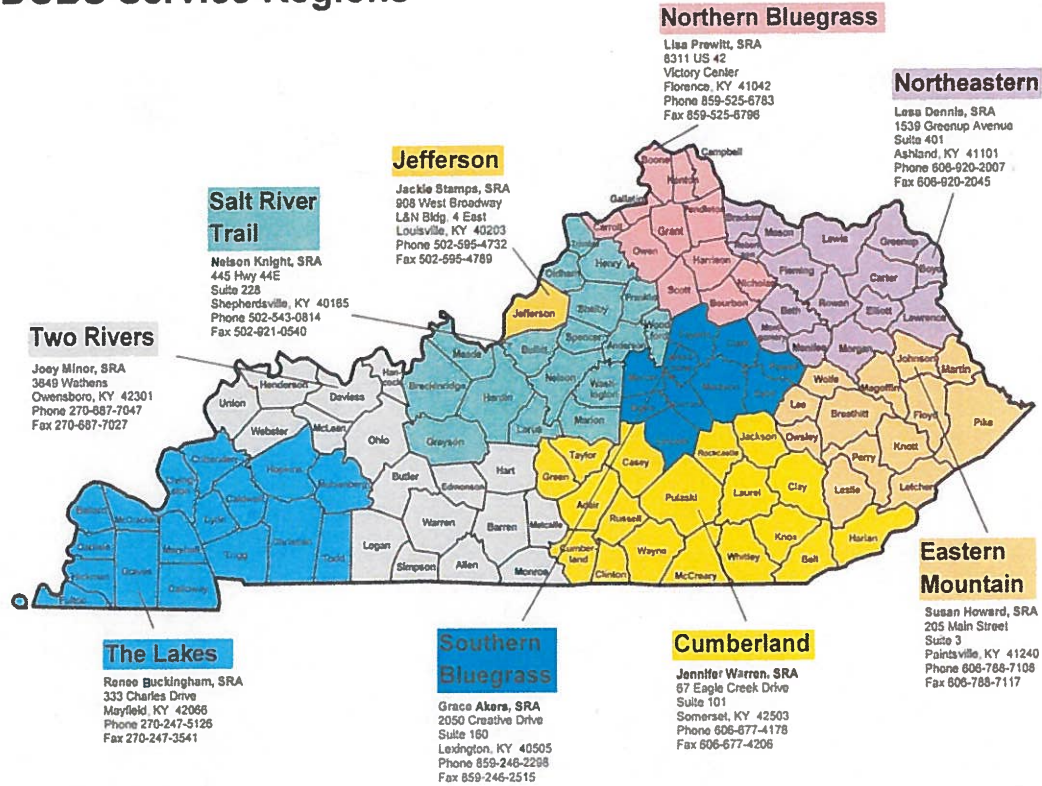 Service Regions
Northern Bluegrass
Lisa Prewitt, SRA
8311 US 42
Victory Center
Florence, KY 41042
Phone 859-525-6783
Fax 859-525-6796
Northeastern
Lesa Dennis, SRA
1539 Greenup Avenue
Suite 401
Ashland, KY 41101
Phone 606-920-2007
Fax 606-920-2045
Jefferson
Jackie Stamps, SRA
908 West Broadway
L&N Bldg. 4 East
Louisville, KY 40203
Phone 502-595-4732
Fax 502-595-4789
Salt River
Trail
Nelson Knight, SRA
445 Hwy 44E
Suite 228
Shepherdsville, KY 40165
Phone 502-543-0814
Fax 502-921-0540
Two Rivers
Joey Minor, SRA
3649 Wathens
Owensboro, KY 42301
Phone 270-687-7047
Fax 270-687-7027
Campbell
Boone
Kenton
Gallatin
Pendleton
Carroll
Grant
Owen
Harrison
Scott
Nicholas
Bourbon
Bracken
Mason
Lewis
Greenup
Fleming
Carter
Boyd
Rowan
Elliott
Lawrence
Bath
Menifee
Morgan
Henry
Oldham
Jefferson
Shelby
Franklin
Spencer
Anderson
Bullitt
Meade
Breckinridge
Hardin
Nelson
Wash-
ington
Larue
Marion
Grayson
Han-
cock
Henderson
Daviess
Union
Webster
McLean
Ohio
Butler
Edmonson
Hart
Warren
Barren
Metcalfe
Logan
Simpson
Allen
Monroe
Crittenden
Hopkins
Muhlenberg
Caldwell
Lyon
Ballard
McCracken
Carlisle
Marshall
Trigg
Christian
Todd
Hickman
Graves
Calloway
Fulton
Green
Taylor
Casey
Adair
Russell
Pulaski
Rockcastle
Jackson
Laurel
Clay
Cumber-
land
Clinton
Wayne
McCreary
Whitley
Knox
Bell
Harlan
Johnson
Martin
Wolfe
Magoffin
Lee
Breathitt
Floyd
Pike
Owsley
Knott
Perry
Leslie
Letcher
Madison
The Lakes
Renee Buckingham, SRA
333 Charles Drive
Mayfield, KY 42066
Phone 270-247-5126
Fax 270-247-3541
Southern
Bluegrass
Grace Akers, SRA
2050 Creative Drive
Suite 160
Lexington, KY 40505
Phone 859-246-2298
Fax 859-246-2515
Cumberland
Jennifer Warren, SRA
67 Eagle Creek Drive
Suite 101
Somerset, KY 42503
Phone 606-677-4178
Fax 606-677-4206
Eastern
Mountain
Susan Howard, SRA
205 Main Street
Suite 3
Paintsville, KY 41240
Phone 606-788-7108
Fax 606-788-7117